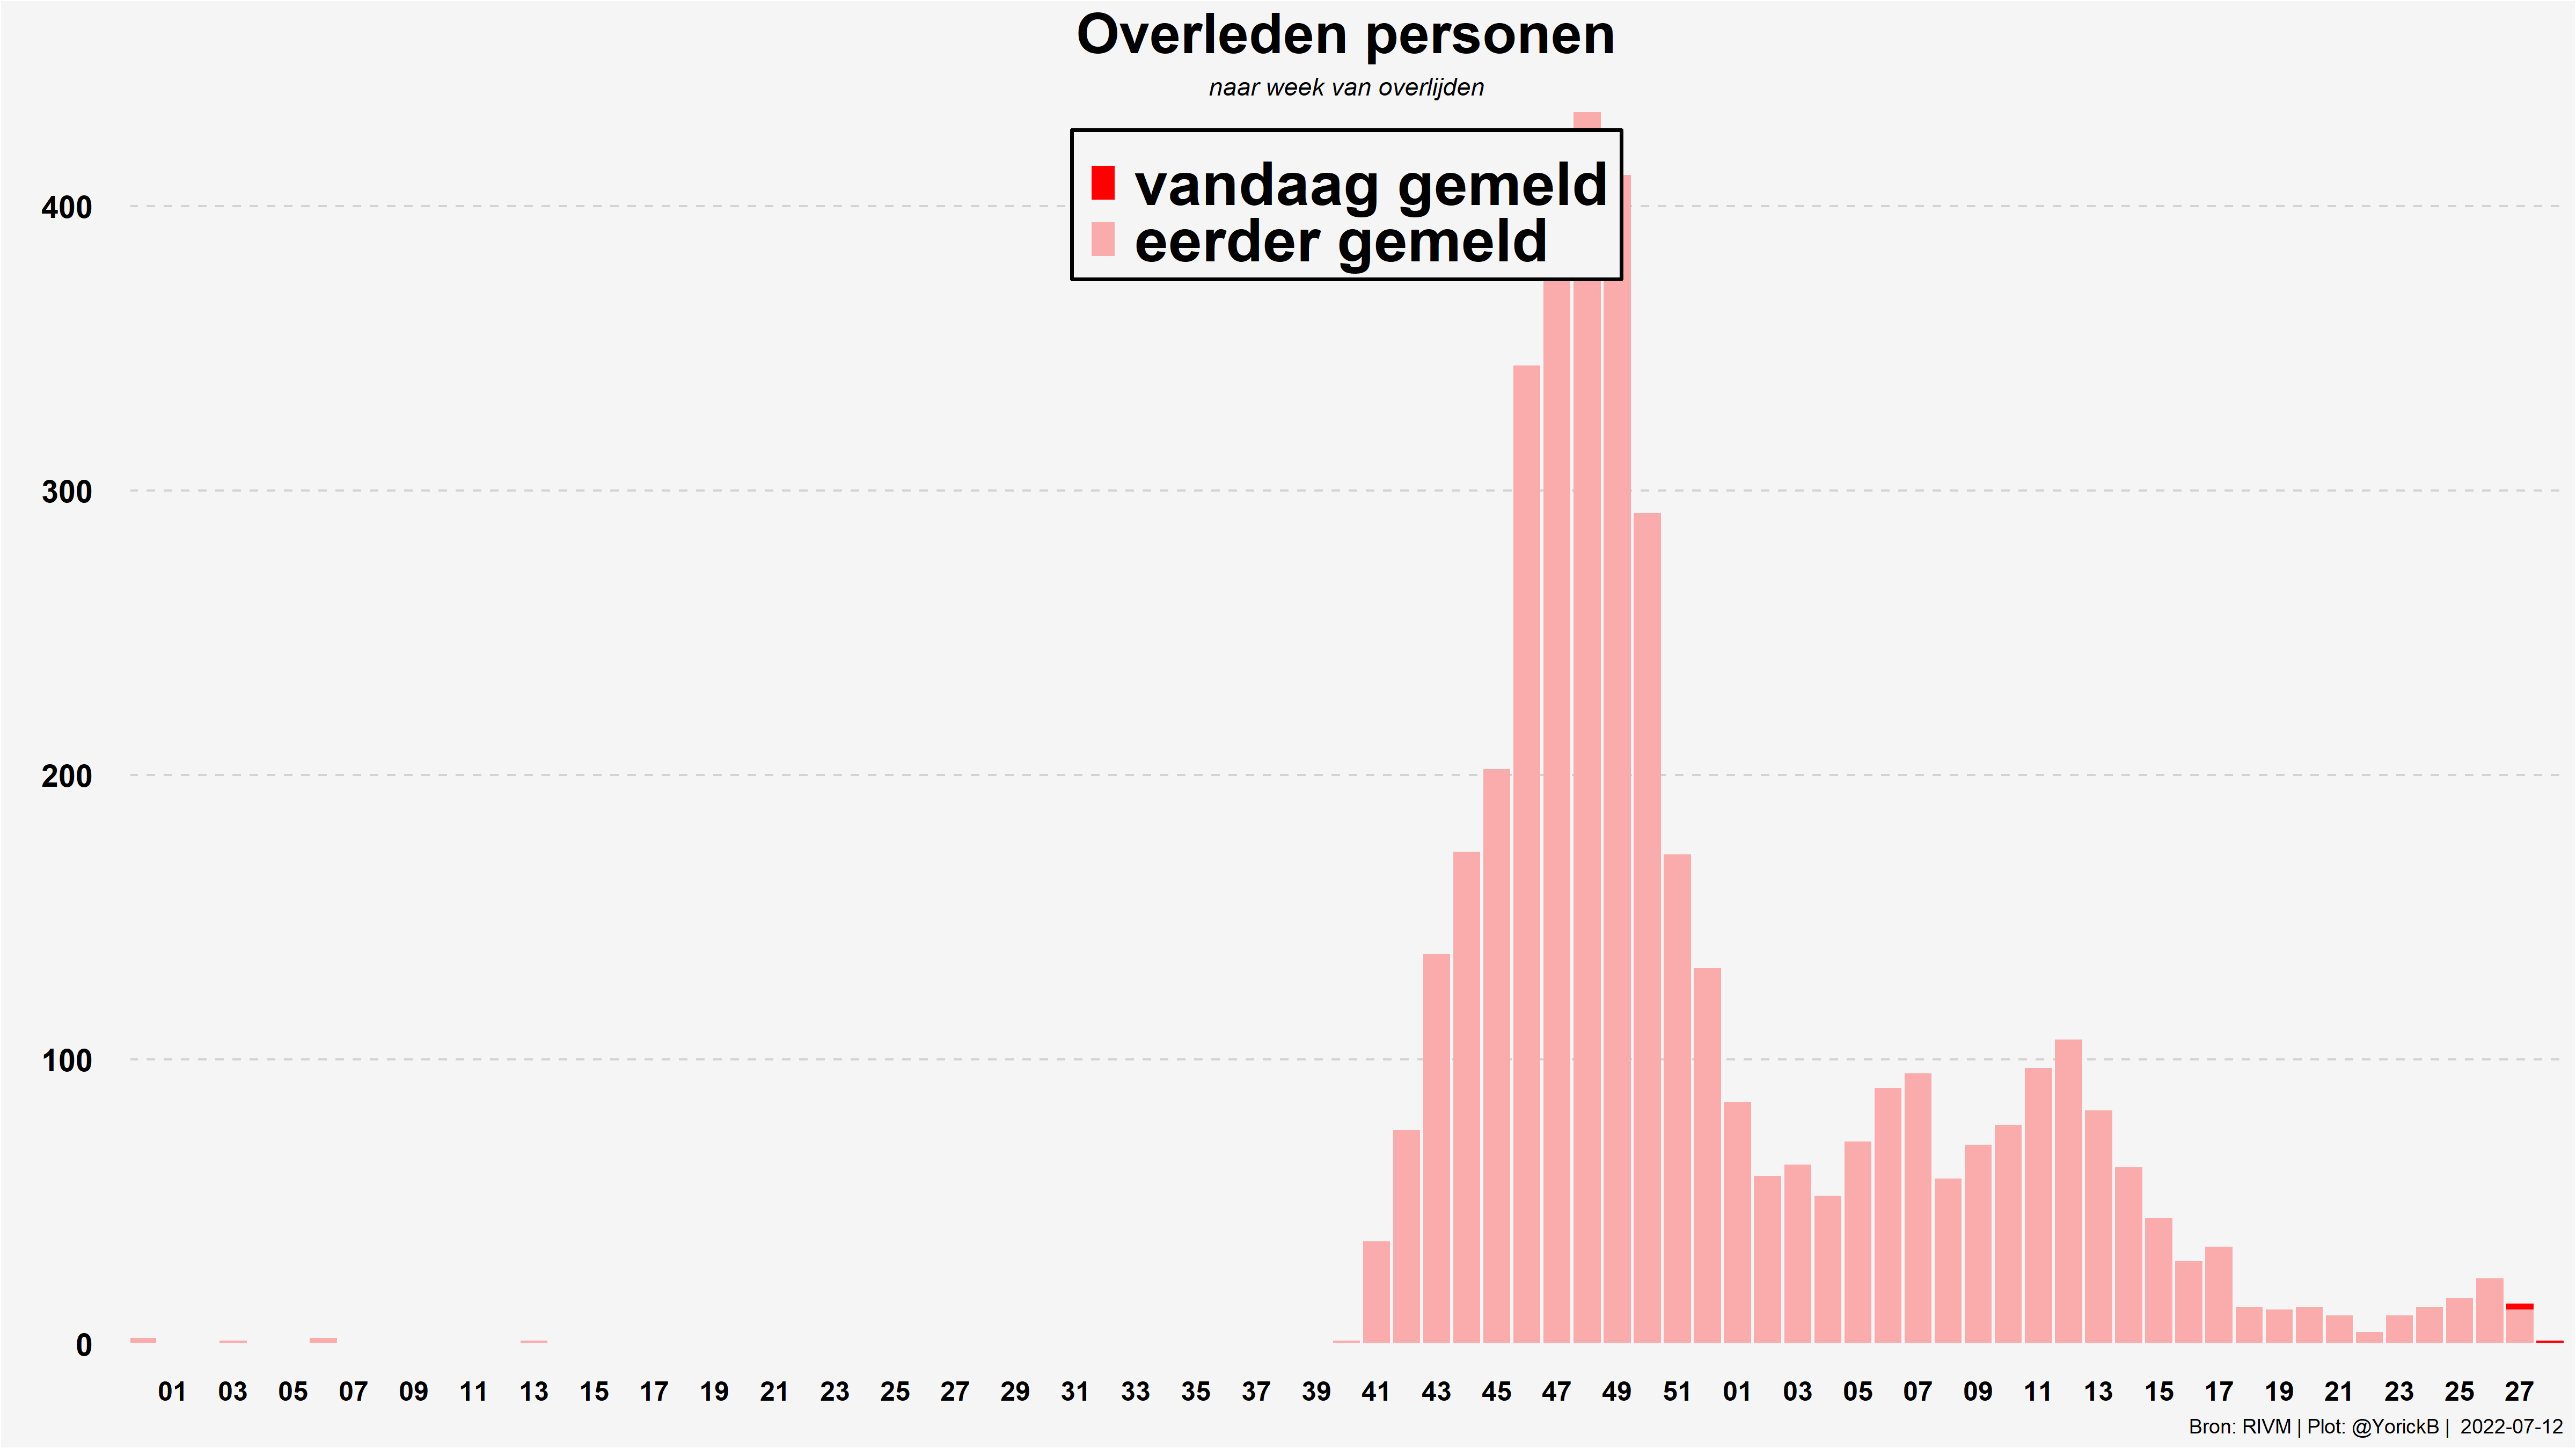 Overleden personen
naar week van overlijden
vandaag gemeld
eerder gemeld
400
300
200
100
0
01 03 05 07 09 11 13 15 17 19 21 23 25 27 29 31 33 35 37 39 41 43 45 47 49 51 01 03 05 07 09 11 13 15 17 19 21 23 25 27
Bron: RIVM | Plot: @YorickB | 2022-07-12